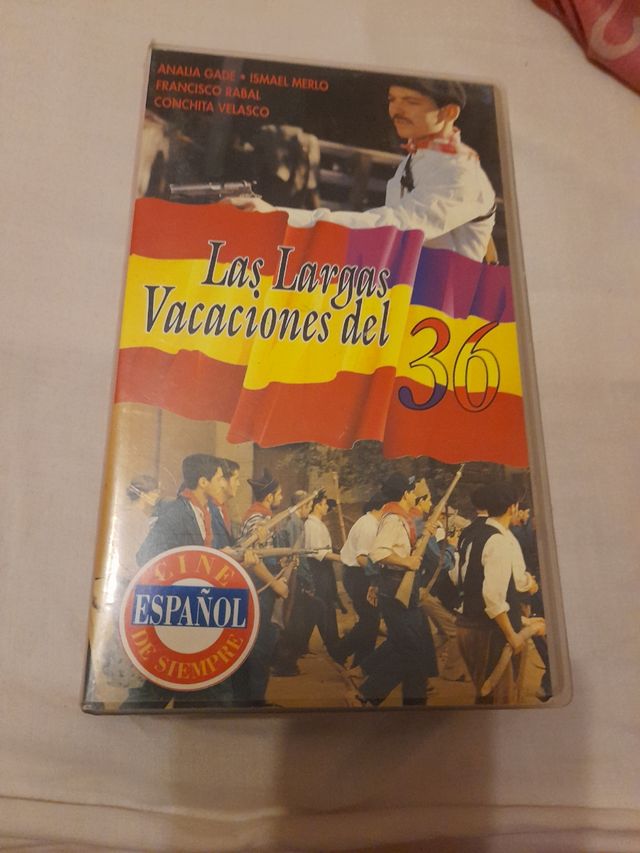 ANALIA GADE • ISMAEL MERLO
FRANCISCO RABAL
CONCHITA VELASCO
Las Largas
Vacaciones del
36
CINE
ESPAÑOL
DE SIEMPRE